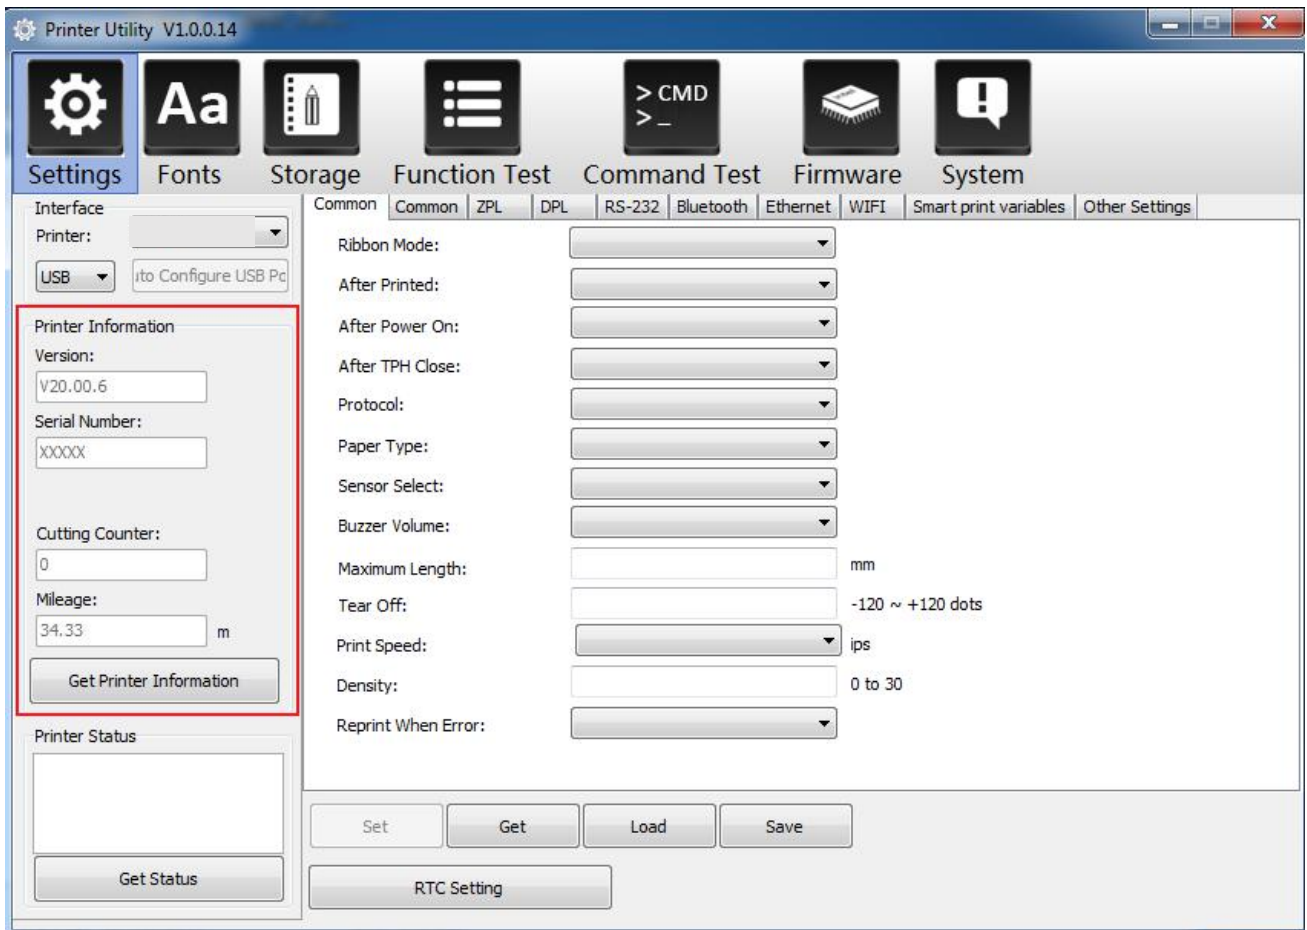 Printer Utility V1.0.0.14
Aa
> CMD
> _
Settings Fonts Storage Function Test Command Test Firmware System
Interface
Printer:
USB
ito Configure USB Pc
Printer Information
Version:
V20.00.6
Serial Number:
XXXXX
Cutting Counter:
0
Mileage:
34.33 m
Get Printer Information
Printer Status
Get Status
Common Common ZPL DPL RS-232 Bluetooth Ethernet WIFI Smart print variables Other Settings
Ribbon Mode:
After Printed:
After Power On:
After TPH Close:
Protocol:
Paper Type:
Sensor Select:
Buzzer Volume:
Maximum Length: mm
Tear Off: -120 ~ +120 dots
Print Speed: ips
Density: 0 to 30
Reprint When Error:
Set Get Load Save
RTC Setting